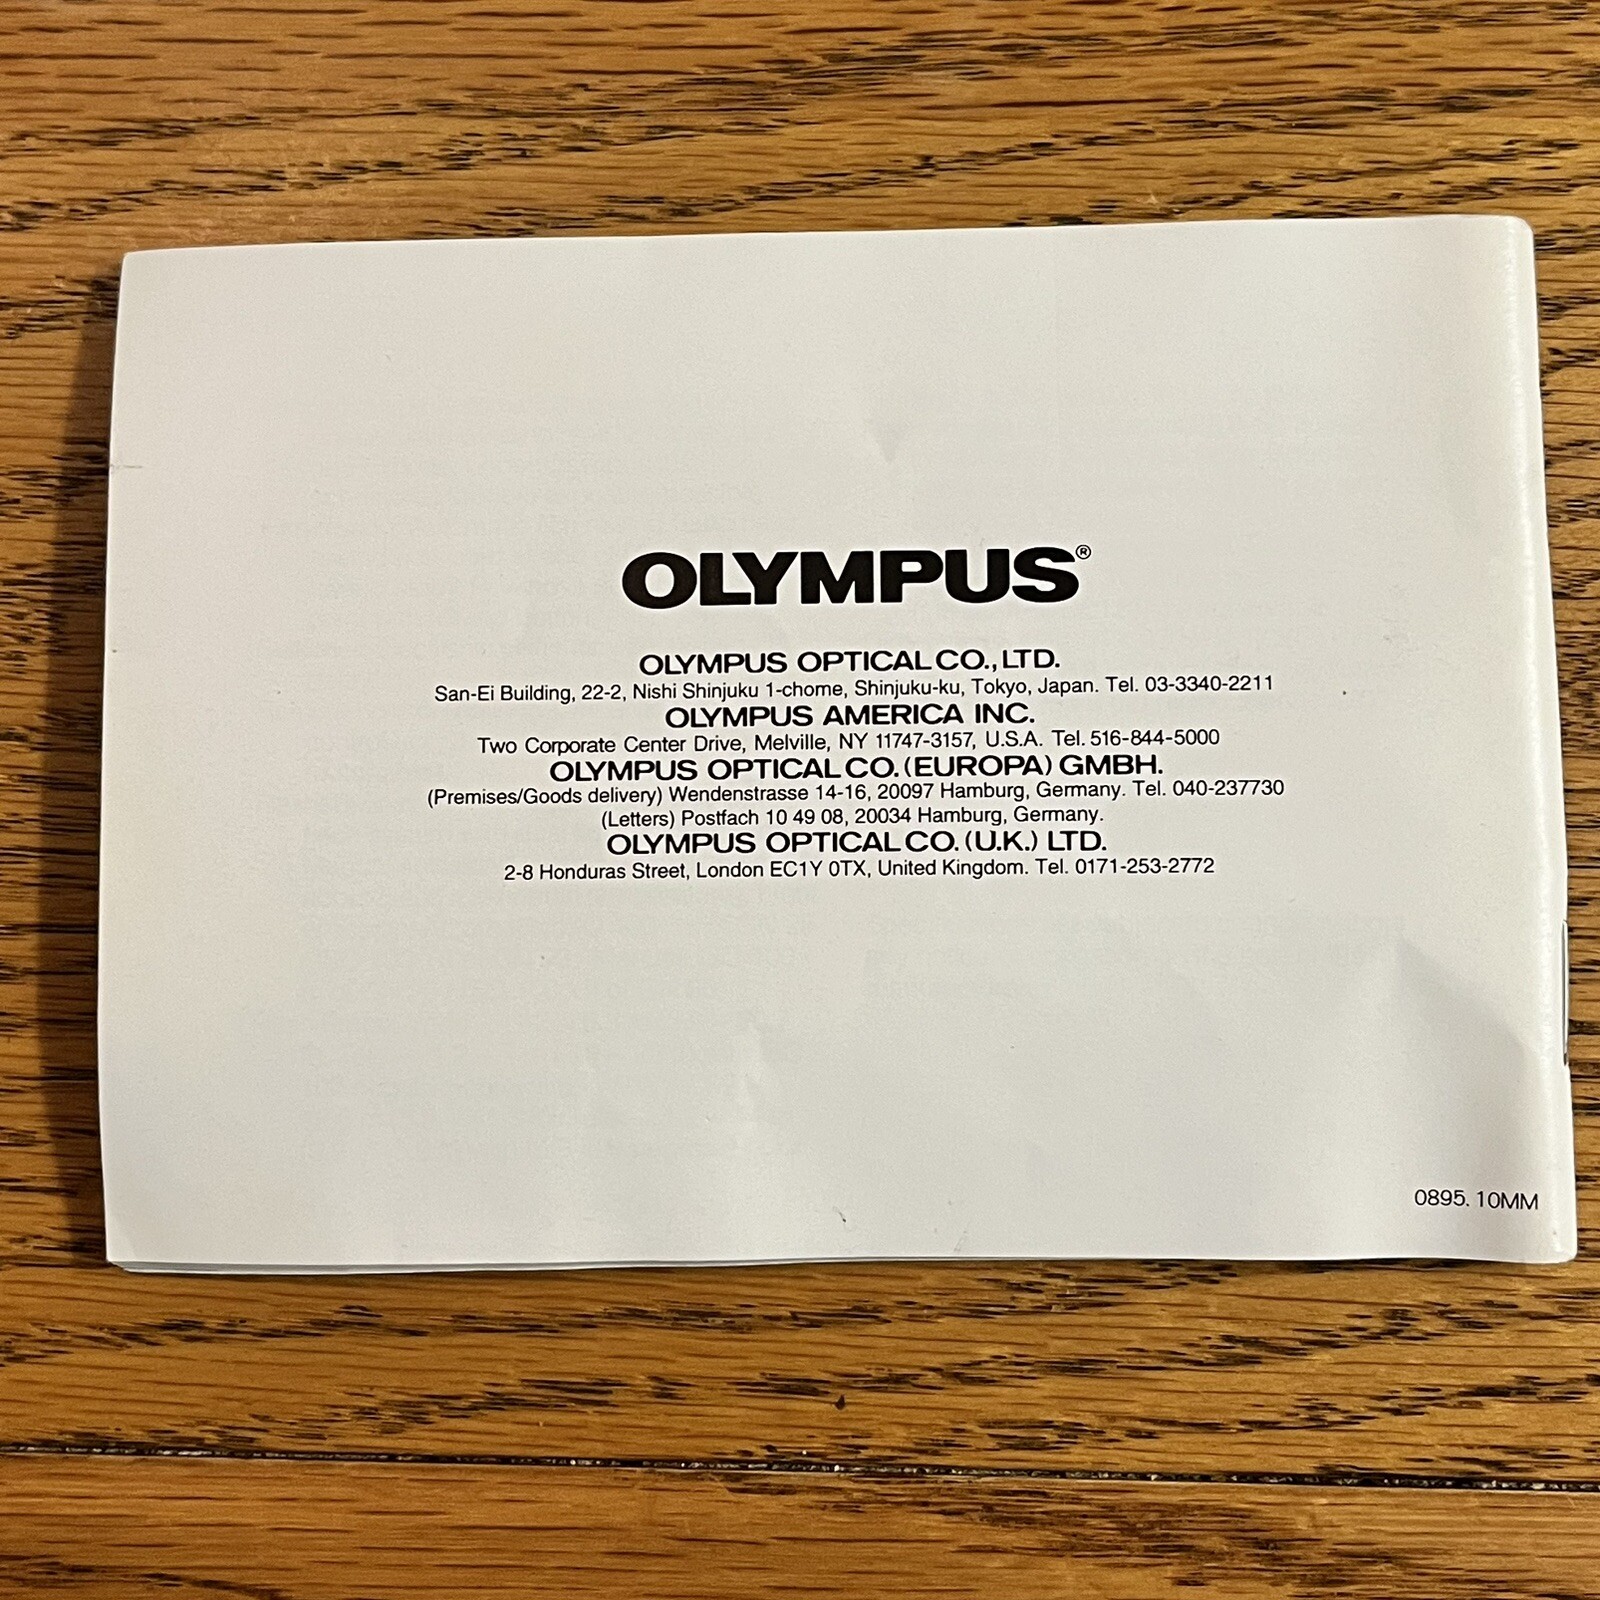 OLYMPUS®
OLYMPUS OPTICAL CO., LTD.
San-Ei Building, 22-2, Nishi Shinjuku 1-chome, Shinjuku-ku, Tokyo, Japan. Tel. 03-3340-2211
OLYMPUS AMERICA INC.
Two Corporate Center Drive, Melville, NY 11747-3157, U.S.A. Tel. 516-844-5000
OLYMPUS OPTICAL CO. (EUROPA) GMBH.
(Premises/Goods delivery) Wendenstrasse 14-16, 20097 Hamburg, Germany. Tel. 040-237730
(Letters) Postfach 10 49 08, 20034 Hamburg, Germany.
OLYMPUS OPTICAL CO. (U.K.) LTD.
2-8 Honduras Street, London EC1Y 0TX, United Kingdom. Tel. 0171-253-2772
0895. 10MM